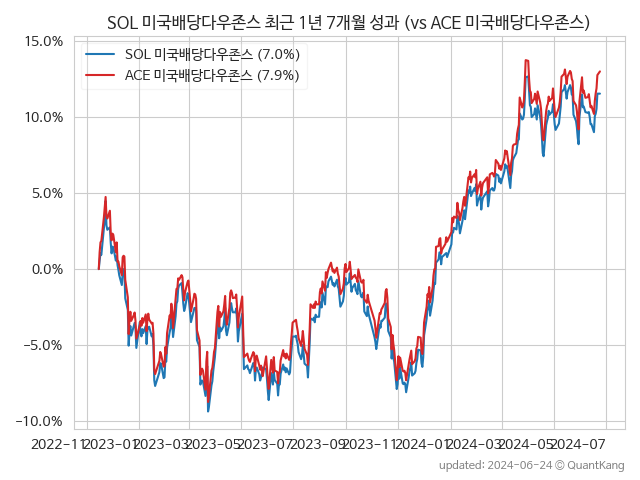 SOL 미국배당다우존스 최근 1년 7개월 성과 (vs ACE 미국배당다우존스)
SOL 미국배당다우존스 (7.0%)
ACE 미국배당다우존스 (7.9%)
15.0%
10.0%
5.0%
0.0%
−5.0%
−10.0%
2022-11 2023-01 2023-03 2023-05 2023-07 2023-09 2023-11 2024-01 2024-03 2024-05 2024-07
updated: 2024-06-24 © QuantKang